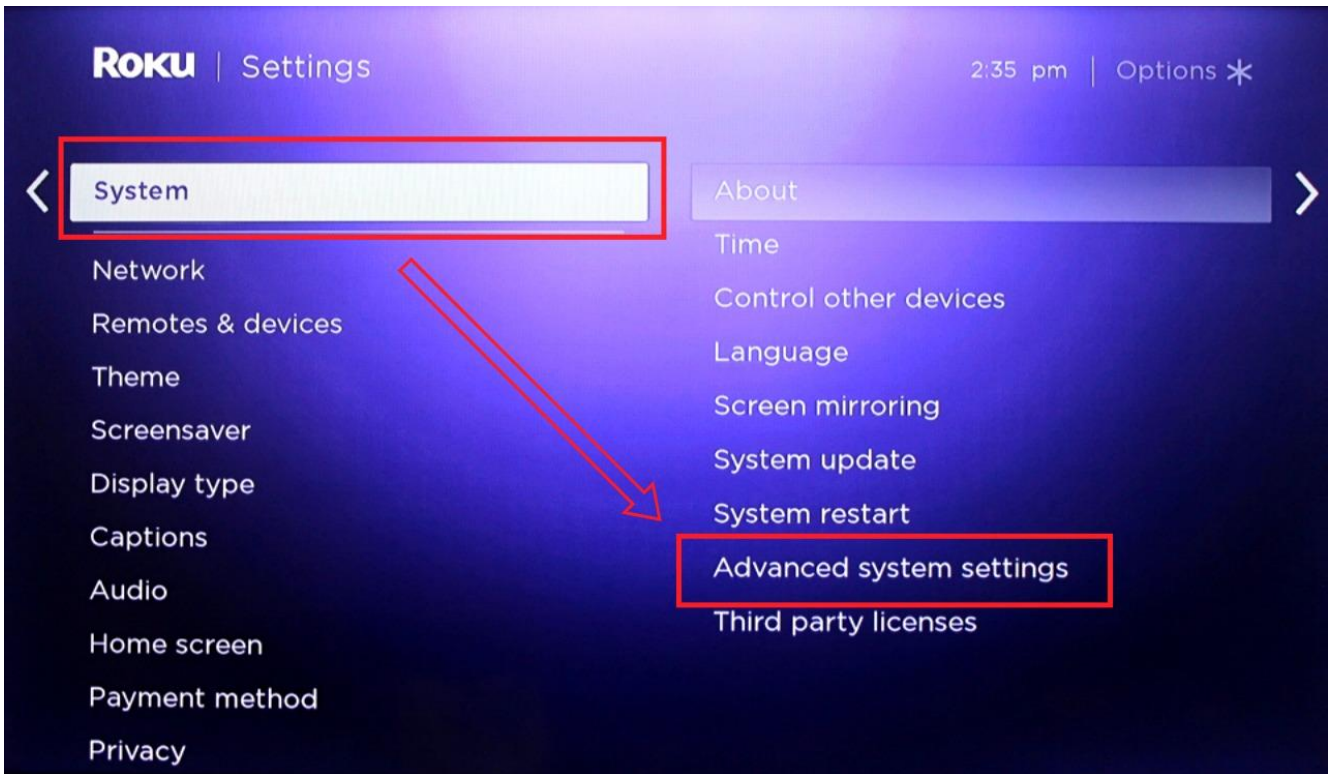 Roku | Settings
2:35 pm | Options *
System
Network
Remotes & devices
Theme
Screensaver
Display type
Captions
Audio
Home screen
Payment method
Privacy
About
Time
Control other devices
Language
Screen mirroring
System update
System restart
Advanced system settings
Third party licenses